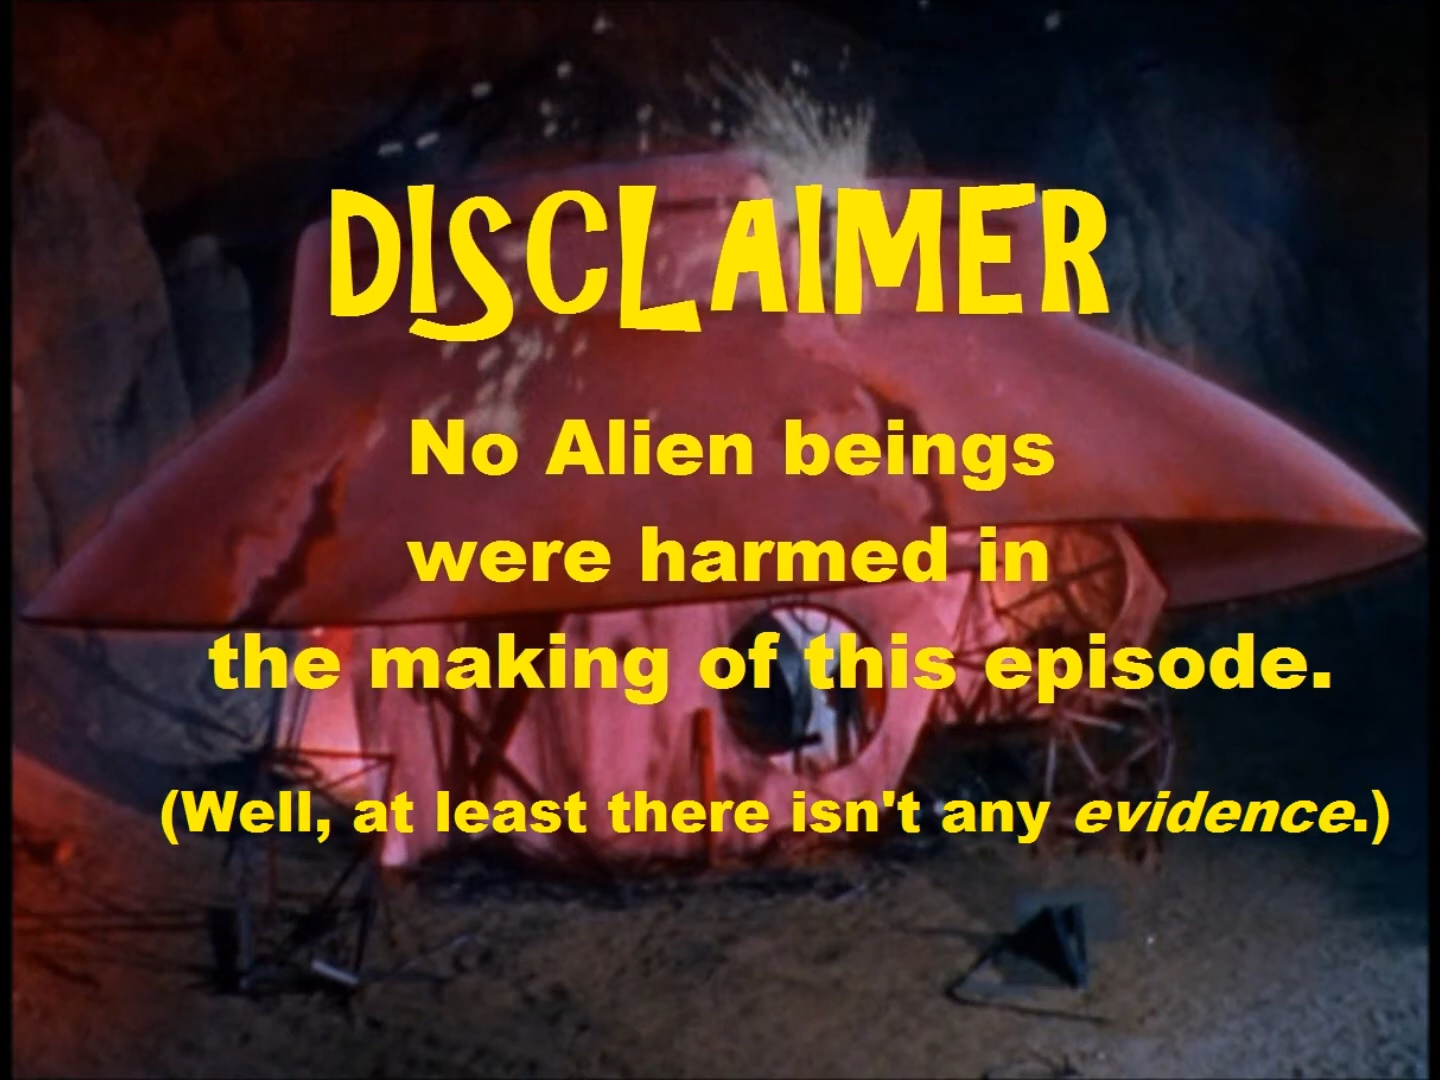 DISCLAIMER
No Alien beings
were harmed in
the making of this episode.
(Well, at least there isn't any evidence.)